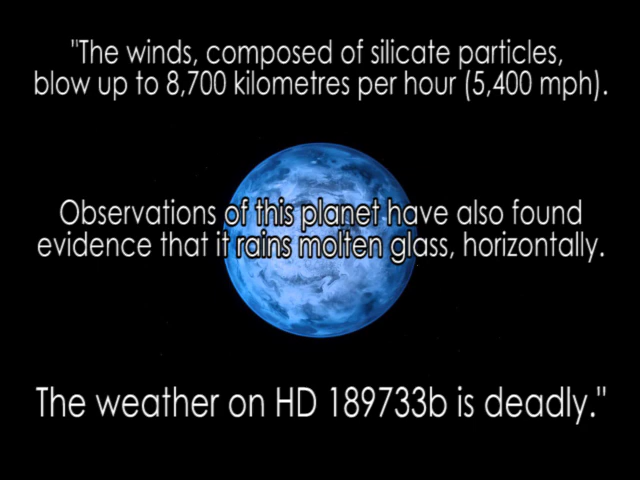 "The winds, composed of silicate particles,
blow up to 8,700 kilometres per hour (5,400 mph).
Observations of this planet have also found
evidence that it rains molten glass, horizontally.
The weather on HD 189733b is deadly."